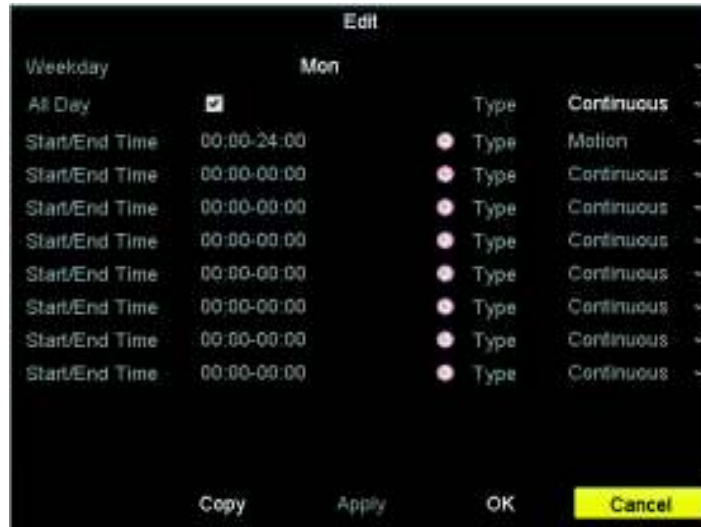 Edit
Weekday Mon
All Day Type Continuous
Start/End Time 00:00-24:00 Type Motion
Start/End Time 00:00-00:00 Type Continuous
Start/End Time 00:00-00:00 Type Continuous
Start/End Time 00:00-00:00 Type Continuous
Start/End Time 00:00-00:00 Type Continuous
Start/End Time 00:00-00:00 Type Continuous
Start/End Time 00:00-00:00 Type Continuous
Start/End Time 00:00-00:00 Type Continuous
Copy Apply OK Cancel